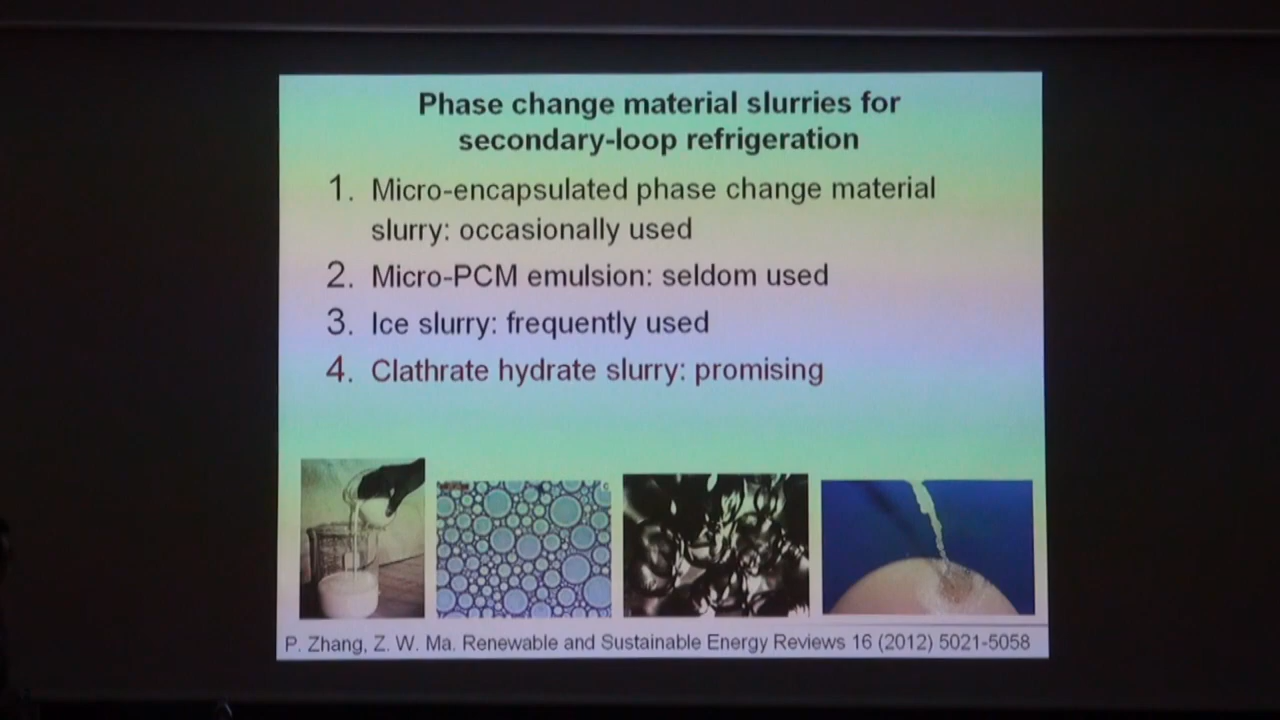 Phase change material slurries for
secondary-loop refrigeration
1. Micro-encapsulated phase change material
slurry: occasionally used
2. Micro-PCM emulsion: seldom used
3. Ice slurry: frequently used
4. Clathrate hydrate slurry: promising
P. Zhang, Z. W. Ma. Renewable and Sustainable Energy Reviews 16 (2012) 5021-5058